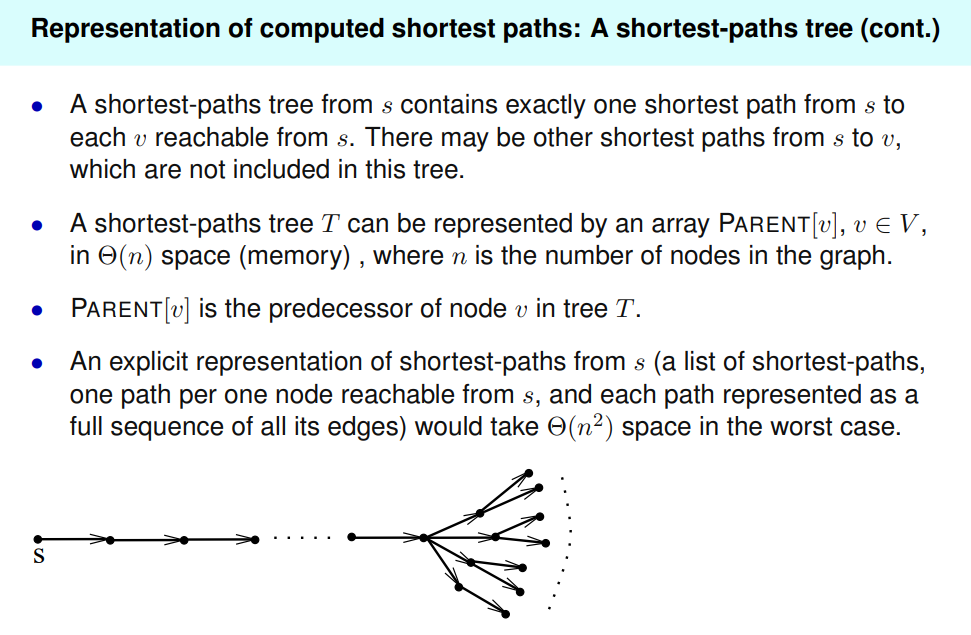 Representation of computed shortest paths: A shortest-paths tree (cont.)
• A shortest-paths tree from s contains exactly one shortest path from s to
each v reachable from s. There may be other shortest paths from s to v,
which are not included in this tree.
• A shortest-paths tree T can be represented by an array PARENT[v], v ∈ V,
in Θ(n) space (memory) , where n is the number of nodes in the graph.
• PARENT[v] is the predecessor of node v in tree T.
• An explicit representation of shortest-paths from s (a list of shortest-paths,
one path per one node reachable from s, and each path represented as a
full sequence of all its edges) would take Θ(n²) space in the worst case.
s